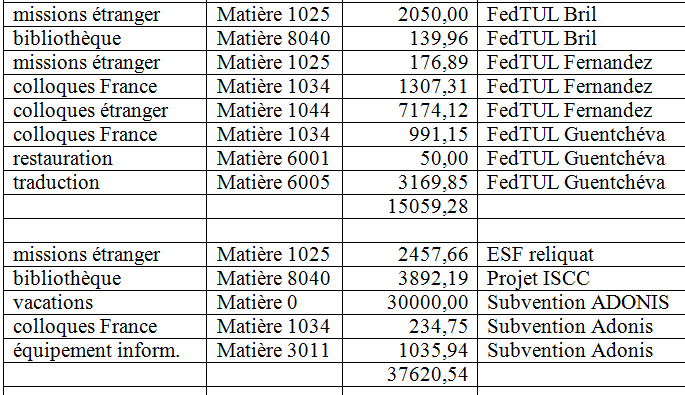 missions étranger Matière 1025 2050,00 FedTUL Bril
bibliothèque Matière 8040 139,96 FedTUL Bril
missions étranger Matière 1025 176,89 FedTUL Fernandez
colloques France Matière 1034 1307,31 FedTUL Fernandez
colloques étranger Matière 1044 7174,12 FedTUL Fernandez
colloques France Matière 1034 991,15 FedTUL Guentchéva
restauration Matière 6001 50,00 FedTUL Guentchéva
traduction Matière 6005 3169,85 FedTUL Guentchéva
15059,28
missions étranger Matière 1025 2457,66 ESF reliquat
bibliothèque Matière 8040 3892,19 Projet ISCC
vacations Matière 0 30000,00 Subvention ADONIS
colloques France Matière 1034 234,75 Subvention Adonis
équipement inform. Matière 3011 1035,94 Subvention Adonis
37620,54